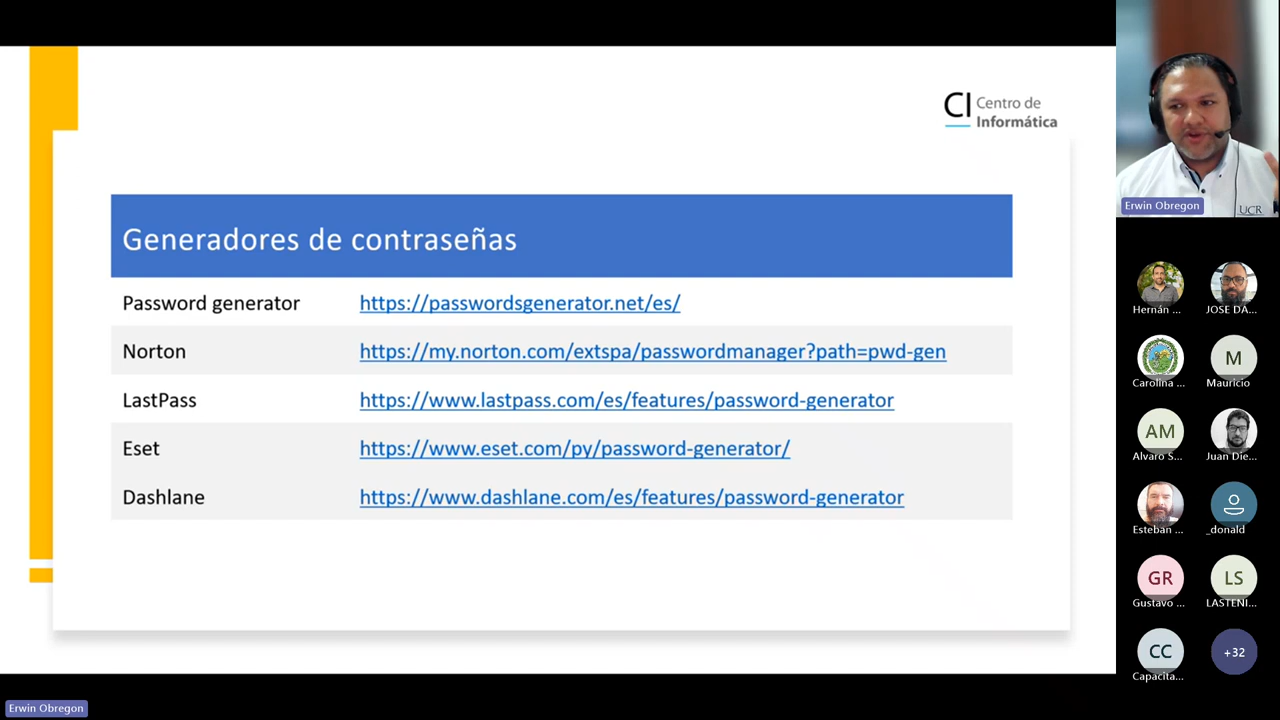 CI Centro de
Informática
Generadores de contraseñas
Password generator https://passwordsgenerator.net/es/
Norton https://my.norton.com/extspa/passwordmanager?path=pwd-gen
LastPass https://www.lastpass.com/es/features/password-generator
Eset https://www.eset.com/py/password-generator/
Dashlane https://www.dashlane.com/es/features/password-generator
Erwin Obregon
UCR
Hernán ... JOSE DA...
Carolina ... M Mauricio
AM Alvaro S... Juan Die...
Esteban ... _donald
GR Gustavo ... LS LASTENI...
CC Capacita... +32
Erwin Obregon